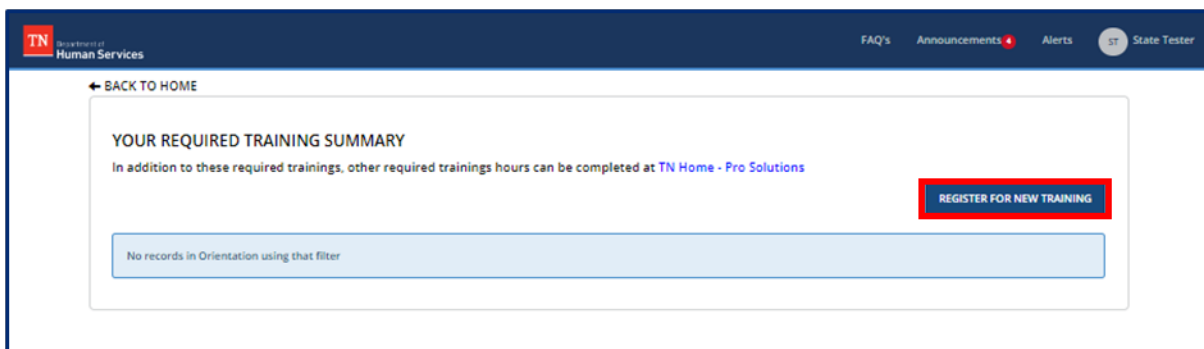 TN Department of
Human Services
FAQ's Announcements 4 Alerts ST State Tester
← BACK TO HOME
YOUR REQUIRED TRAINING SUMMARY
In addition to these required trainings, other required trainings hours can be completed at TN Home - Pro Solutions
REGISTER FOR NEW TRAINING
No records in Orientation using that filter